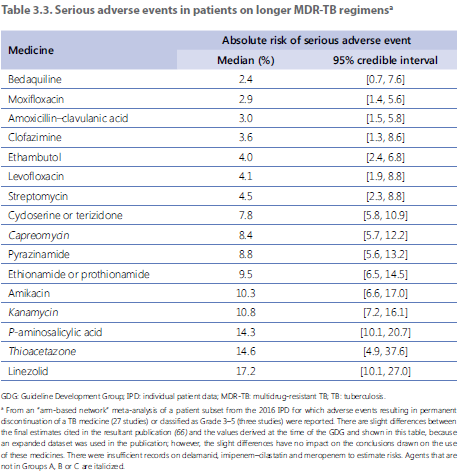 Table 3.3. Serious adverse events in patients on longer MDR-TB regimensᵃ
Medicine
Absolute risk of serious adverse event
Median (%) 95% credible interval
Bedaquiline 2.4 [0.7, 7.6]
Moxifloxacin 2.9 [1.4, 5.6]
Amoxicillin–clavulanic acid 3.0 [1.5, 5.8]
Clofazimine 3.6 [1.3, 8.6]
Ethambutol 4.0 [2.4, 6.8]
Levofloxacin 4.1 [1.9, 8.8]
Streptomycin 4.5 [2.3, 8.8]
Cydoserine or terizidone 7.8 [5.8, 10.9]
Capreomycin 8.4 [5.7, 12.2]
Pyrazinamide 8.8 [5.6, 13.2]
Ethionamide or prothionamide 9.5 [6.5, 14.5]
Amikacin 10.3 [6.6, 17.0]
Kanamycin 10.8 [7.2, 16.1]
P-aminosalicylic acid 14.3 [10.1, 20.7]
Thioacetazone 14.6 [4.9, 37.6]
Linezolid 17.2 [10.1, 27.0]
GDG: Guideline Development Group; IPD: individual patient data; MDR-TB: multidrug-resistant TB; TB: tuberculosis.
ᵃ From an "arm-based network" meta-analysis of a patient subset from the 2016 IPD for which adverse events resulting in permanent
discontinuation of a TB medicine (27 studies) or classified as Grade 3–5 (three studies) were reported. There are slight differences between
the final estimates cited in the resultant publication (66) and the values derived at the time of the GDG and shown in this table, because
an expanded dataset was used in the publication; however, the slight differences have no impact on the conclusions drawn on the use
of these medicines. There were insufficient records on delamanid, imipenem–cilastatin and meropenem to estimate risks. Agents that are
not in Groups A, B or C are italicized.